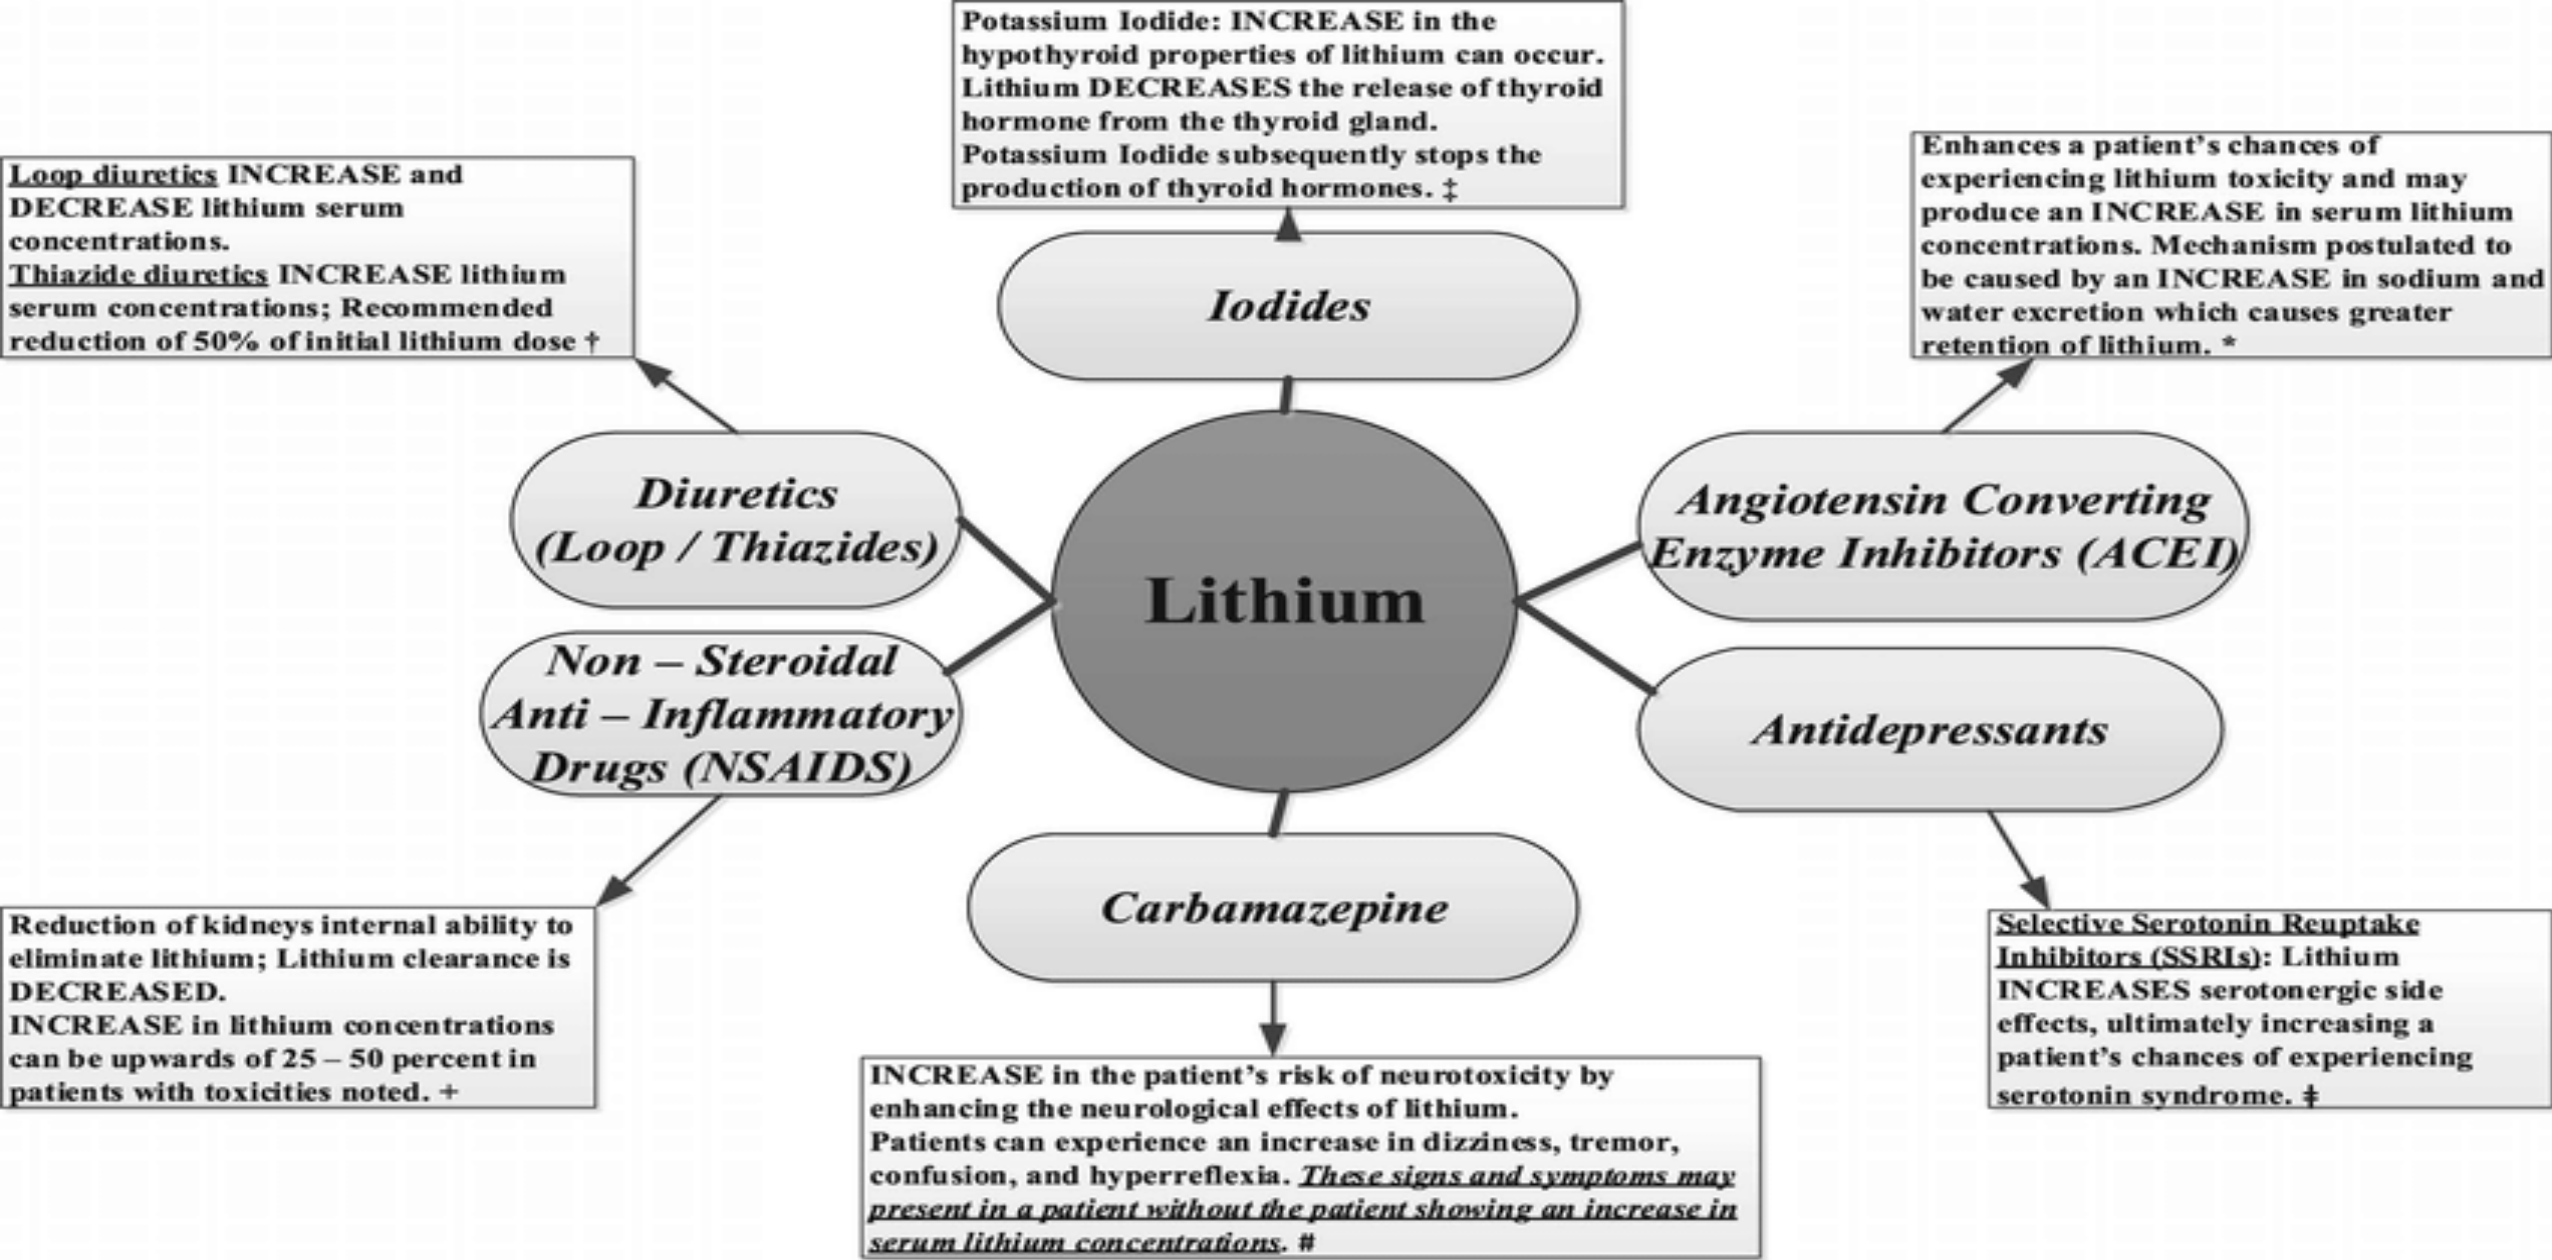 Potassium Iodide: INCREASE in the
hypothyroid properties of lithium can occur.
Lithium DECREASES the release of thyroid
hormone from the thyroid gland.
Potassium Iodide subsequently stops the
production of thyroid hormones. ‡
Loop diuretics INCREASE and
DECREASE lithium serum
concentrations.
Thiazide diuretics INCREASE lithium
serum concentrations; Recommended
reduction of 50% of initial lithium dose †
Enhances a patient’s chances of
experiencing lithium toxicity and may
produce an INCREASE in serum lithium
concentrations. Mechanism postulated to
be caused by an INCREASE in sodium and
water excretion which causes greater
retention of lithium. *
Iodides
Diuretics
(Loop / Thiazides)
Angiotensin Converting
Enzyme Inhibitors (ACEI)
Lithium
Non – Steroidal
Anti – Inflammatory
Drugs (NSAIDS)
Antidepressants
Carbamazepine
Reduction of kidneys internal ability to
eliminate lithium; Lithium clearance is
DECREASED.
INCREASE in lithium concentrations
can be upwards of 25 – 50 percent in
patients with toxicities noted. +
INCREASE in the patient’s risk of neurotoxicity by
enhancing the neurological effects of lithium.
Patients can experience an increase in dizziness, tremor,
confusion, and hyperreflexia. These signs and symptoms may
present in a patient without the patient showing an increase in
serum lithium concentrations. #
Selective Serotonin Reuptake
Inhibitors (SSRIs): Lithium
INCREASES serotonergic side
effects, ultimately increasing a
patient’s chances of experiencing
serotonin syndrome. ǂ